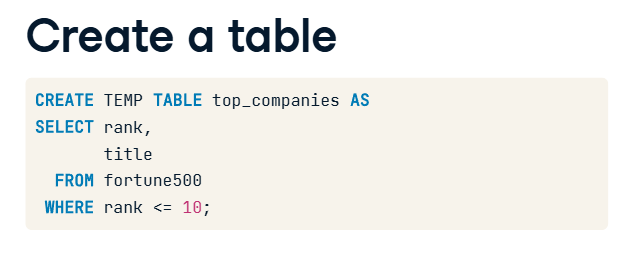 Create a table
CREATE TEMP TABLE top_companies AS
SELECT rank,
title
FROM fortune500
WHERE rank <= 10;